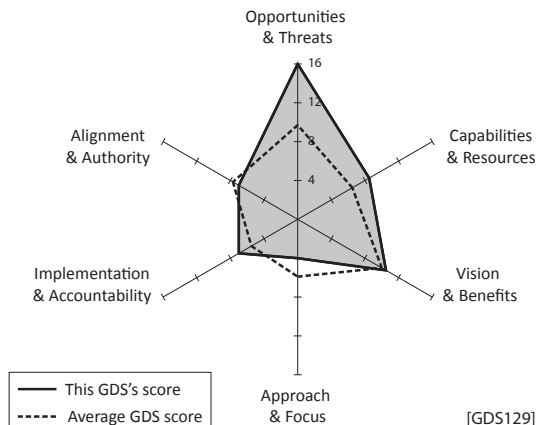 Opportunities
& Threats
16
12
8
4
Alignment
& Authority
Capabilities
& Resources
Implementation
& Accountability
Vision
& Benefits
Approach
& Focus
This GDS's score
Average GDS score
[GDS129]